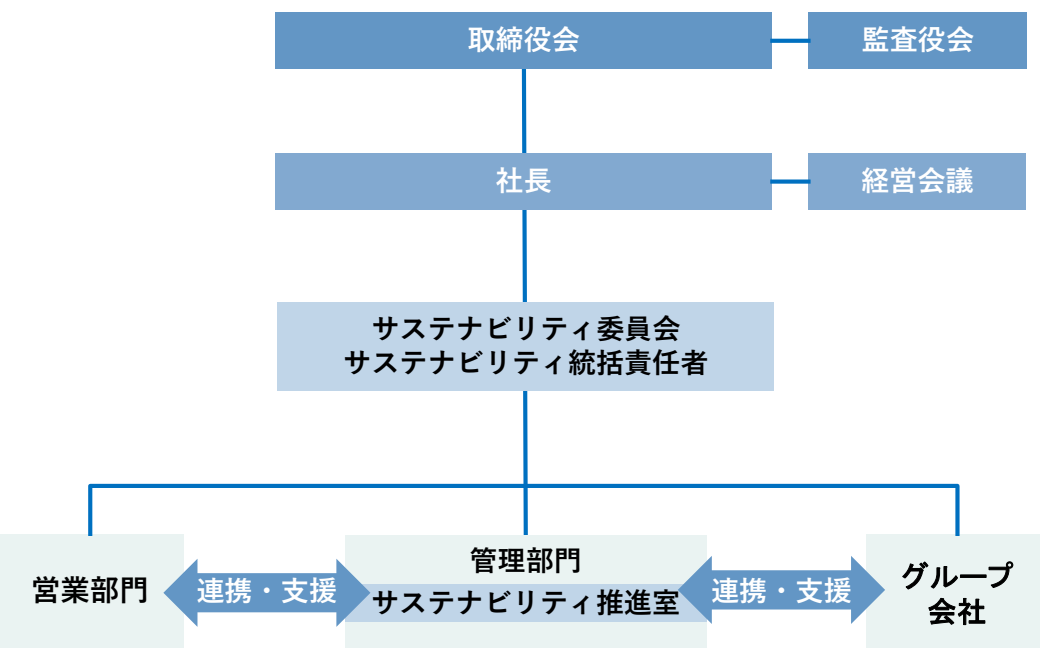 取締役会
監査役会
社長
経営会議
サステナビリティ委員会
サステナビリティ統括責任者
営業部門
連携・支援
管理部門
サステナビリティ推進室
連携・支援
グループ
会社